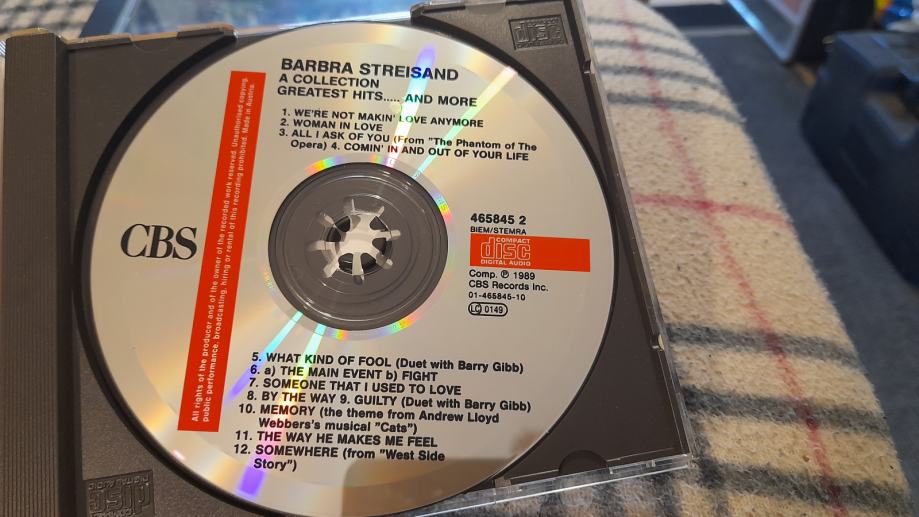 BARBRA STREISAND
A COLLECTION
GREATEST HITS..... AND MORE
1. WE'RE NOT MAKIN' LOVE ANYMORE
2. WOMAN IN LOVE
3. ALL I ASK OF YOU (From "The Phantom of The
Opera) 4. COMIN' IN AND OUT OF YOUR LIFE
All rights of the producer and of the owner of the recorded work reserved. Unauthorised copying,
public performance, broadcasting, hiring or rental of this recording prohibited. Made in Austria.
CBS
465845 2
BIEM/STEMRA
COMPACT
disc
DIGITAL AUDIO
Comp. ℗ 1989
CBS Records Inc.
01-465845-10
LC 0149
5. WHAT KIND OF FOOL (Duet with Barry Gibb)
6. a) THE MAIN EVENT b) FIGHT
7. SOMEONE THAT I USED TO LOVE
8. BY THE WAY 9. GUILTY (Duet with Barry Gibb)
10. MEMORY (the theme from Andrew Lloyd
Webbers's musical "Cats")
11. THE WAY HE MAKES ME FEEL
12. SOMEWHERE (from "West Side
Story")
disc